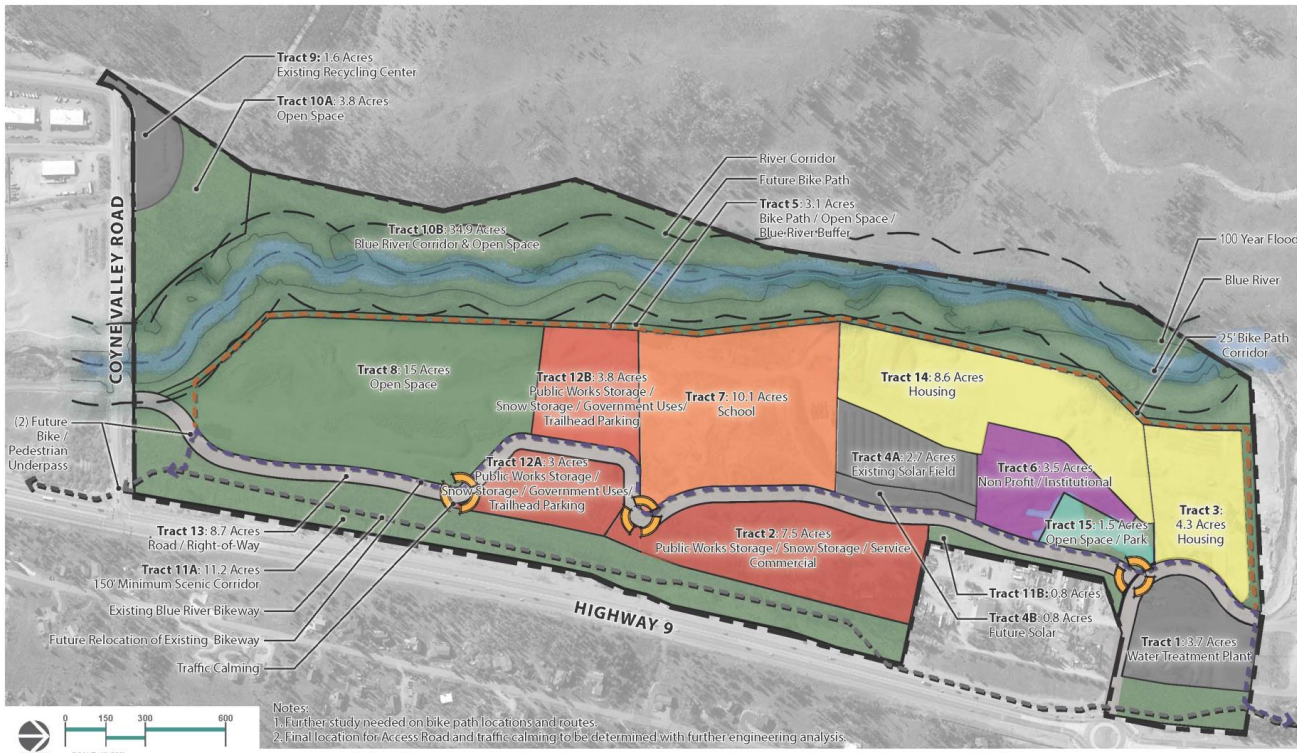 Tract 9: 1.6 Acres
Existing Recycling Center
Tract 10A: 3.8 Acres
Open Space
River Corridor
Future Bike Path
Tract 5: 3.1 Acres
Bike Path / Open Space /
Blue River Buffer
Tract 10B: 34.9 Acres
Blue River Corridor & Open Space
100 Year Flood
Blue River
25' Bike Path
Corridor
COYNE VALLEY ROAD
Tract 8: 15 Acres
Open Space
Tract 12B: 3.8 Acres
Public Works Storage /
Snow Storage / Government Uses/
Trailhead Parking
Tract 7: 10.1 Acres
School
Tract 14: 8.6 Acres
Housing
(2) Future
Bike /
Pedestrian
Underpass
Tract 12A: 3 Acres
Public Works Storage /
Snow Storage / Government Uses/
Trailhead Parking
Tract 4A: 2.7 Acres
Existing Solar Field
Tract 6: 3.5 Acres
Non Profit / Institutional
Tract 3:
4.3 Acres
Housing
Tract 15: 1.5 Acres
Open Space / Park
Tract 2: 7.5 Acres
Public Works Storage / Snow Storage / Service
Commercial
Tract 13: 8.7 Acres
Road / Right-of-Way
Tract 11A: 11.2 Acres
150' Minimum Scenic Corridor
Existing Blue River Bikeway
Future Relocation of Existing Bikeway
Traffic Calming
HIGHWAY 9
Tract 11B: 0.8 Acres
Tract 4B: 0.8 Acres
Future Solar
Tract 1: 3.7 Acres
Water Treatment Plant
0 150 300 600
Notes:
1. Further study needed on bike path locations and routes.
2. Final location for Access Road and traffic calming to be determined with further engineering analysis.